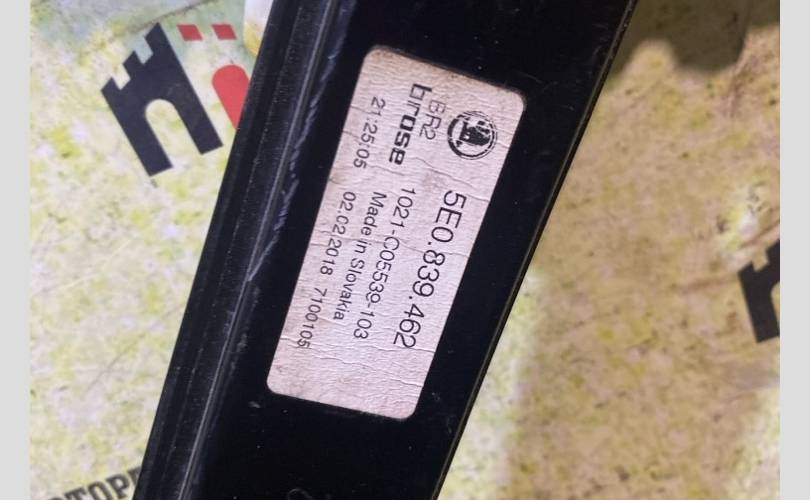 5E0.839.462
BR2
brose
1021-C05539-103
Made in Slovakia
21:25:05 02.02.2018 7100105